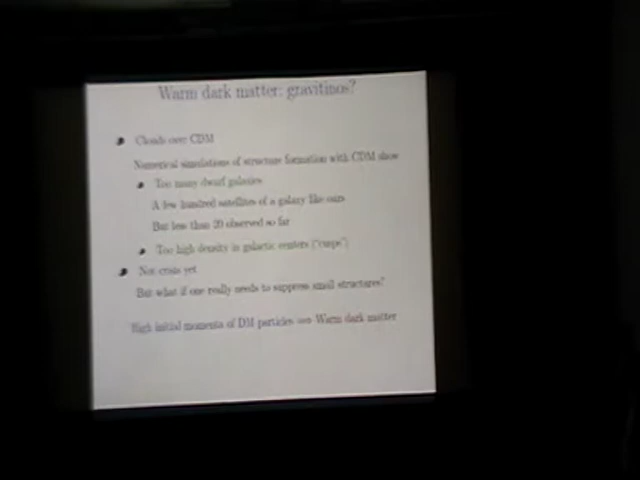 Warm dark matter: gravitinos?
Clouds over CDM
Numerical simulations of structure formation with CDM show
Too many dwarf galaxies
A few hundred satellites of a galaxy like ours
But less than 20 observed so far
Too high density in galactic centers ("cusps")
Not crisis yet
But what if one really needs to suppress small structures?
High initial momenta of DM particles ⟹ Warm dark matter